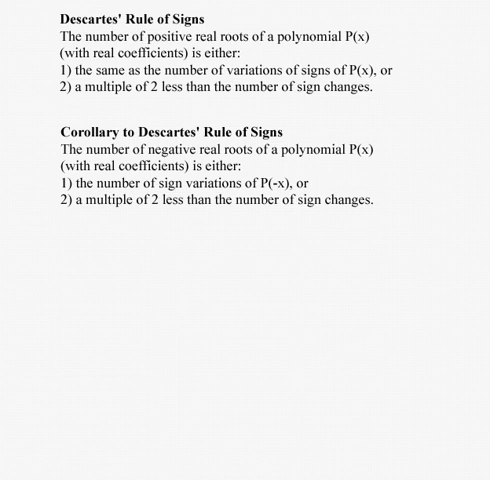 Descartes' Rule of Signs
The number of positive real roots of a polynomial P(x)
(with real coefficients) is either:
1) the same as the number of variations of signs of P(x), or
2) a multiple of 2 less than the number of sign changes.
Corollary to Descartes' Rule of Signs
The number of negative real roots of a polynomial P(x)
(with real coefficients) is either:
1) the number of sign variations of P(-x), or
2) a multiple of 2 less than the number of sign changes.